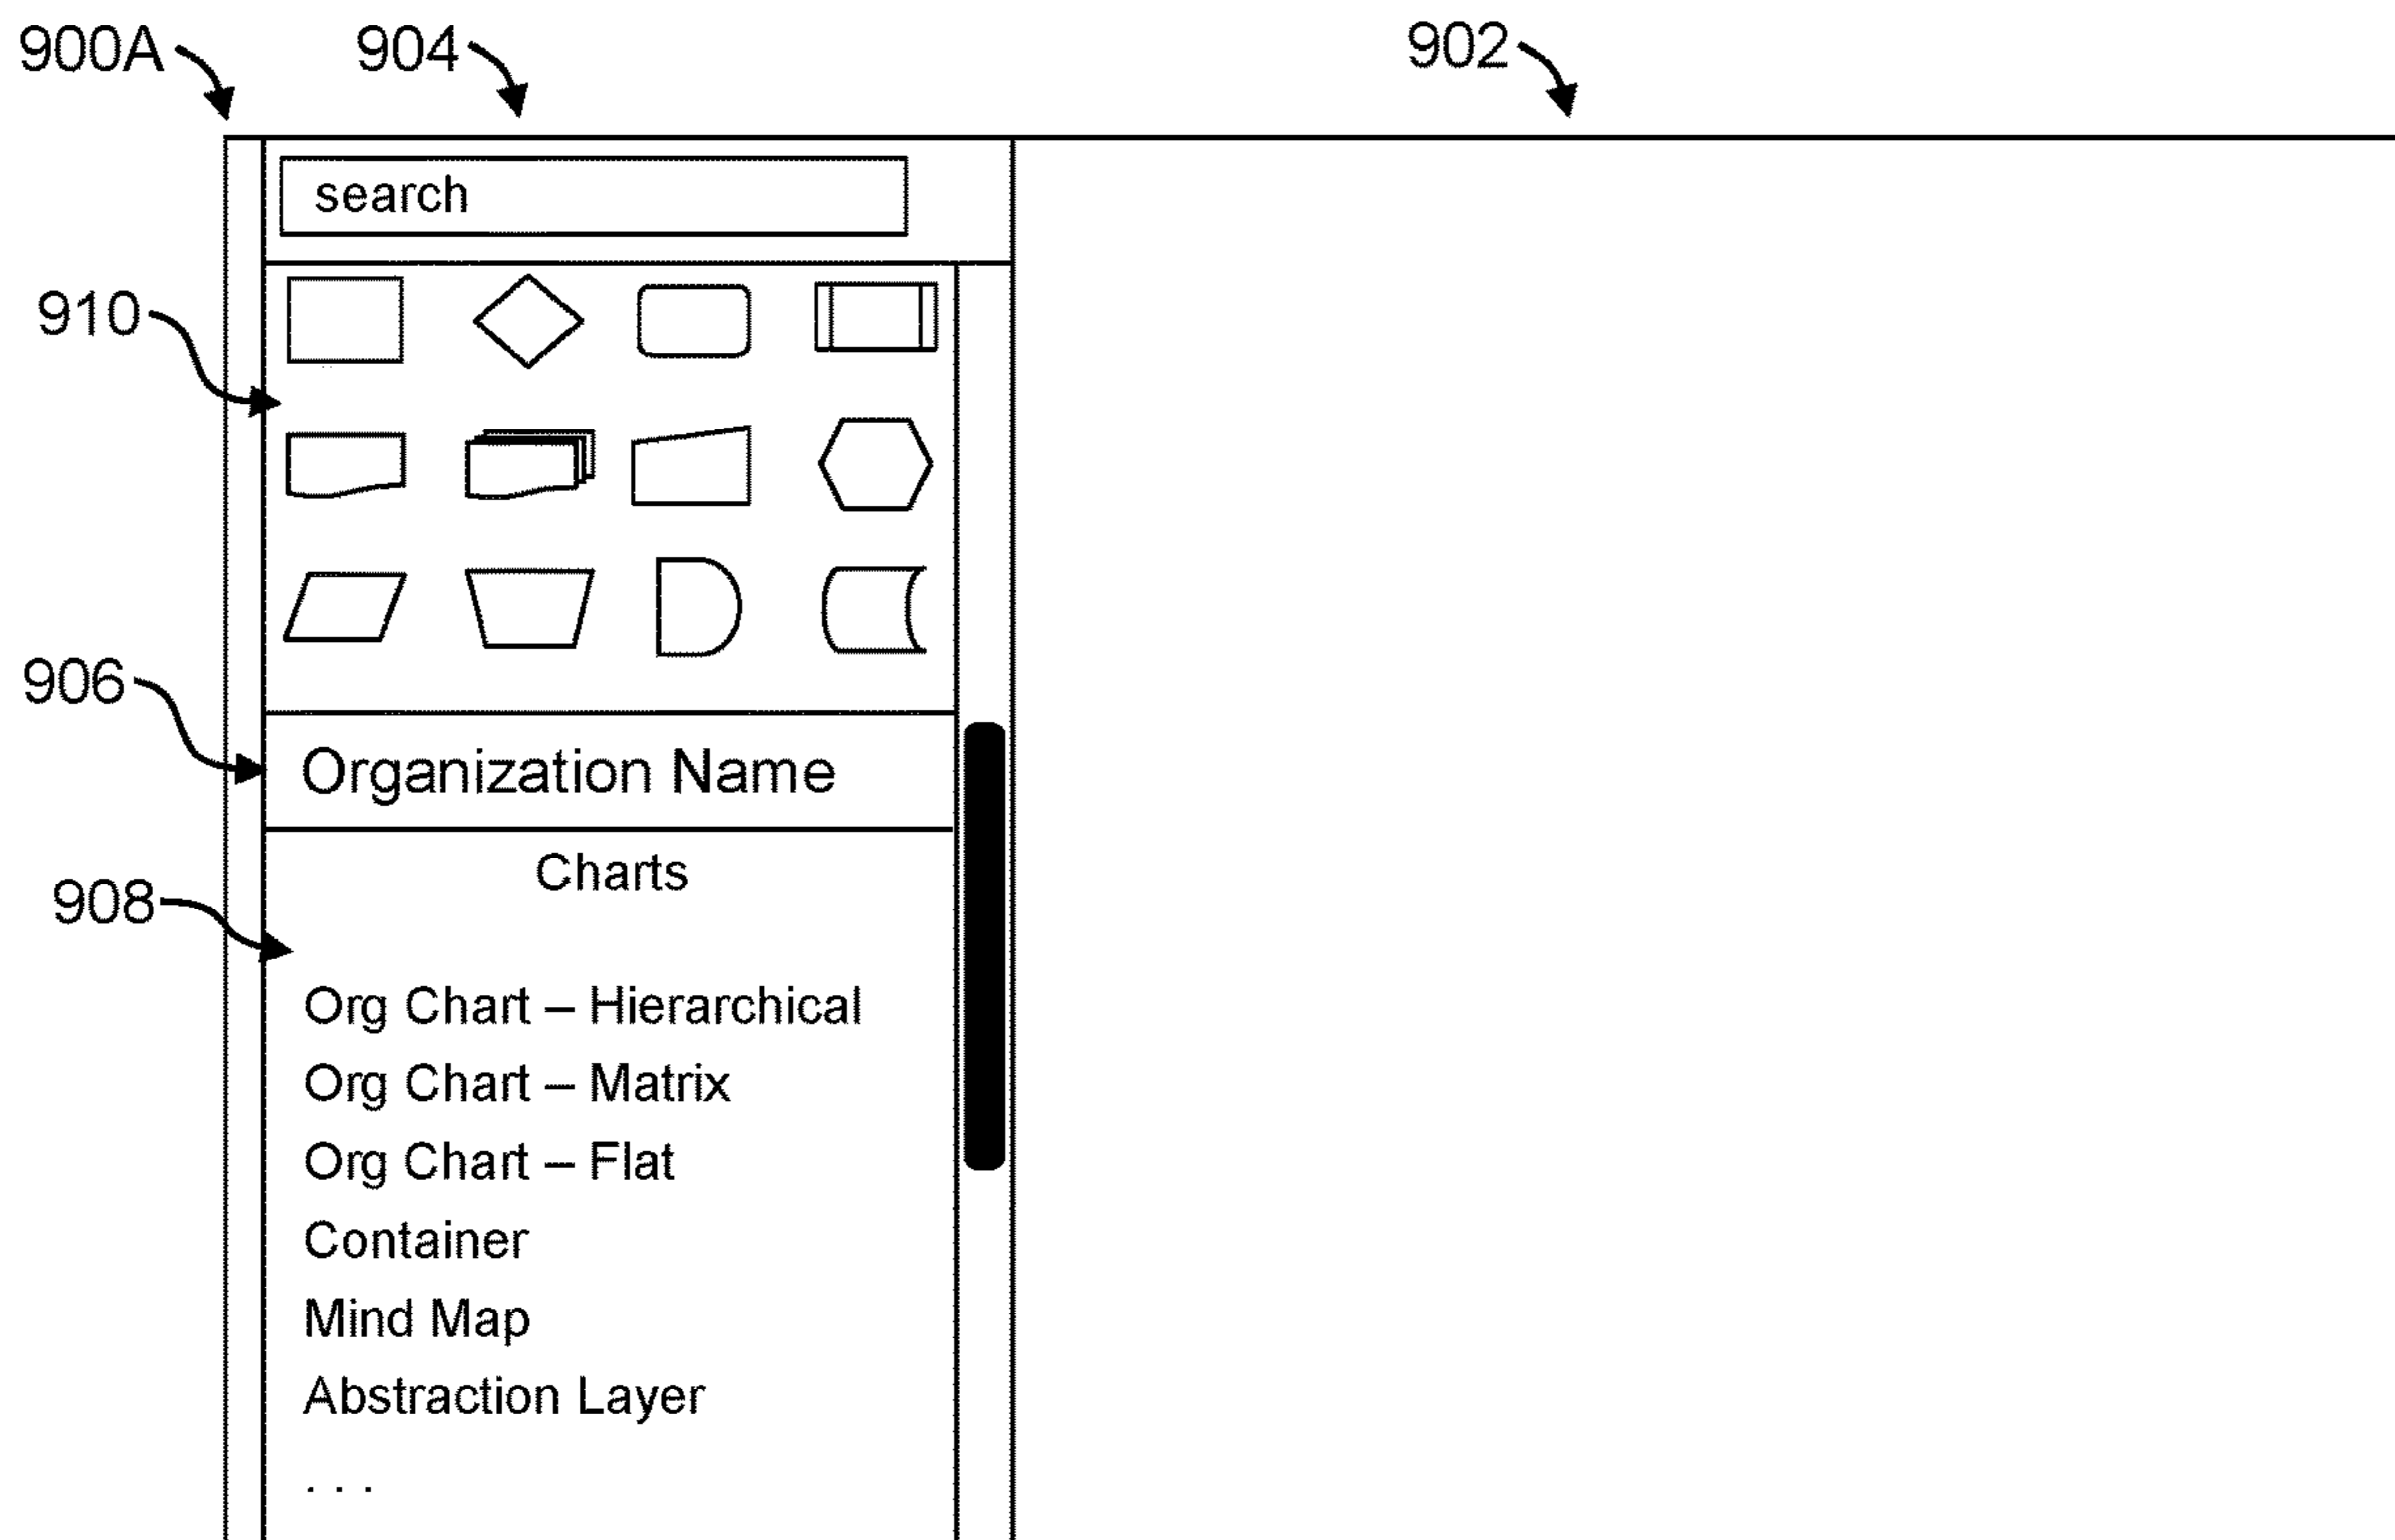 900A 904 902
search
910
906
Organization Name
Charts
908
Org Chart – Hierarchical
Org Chart – Matrix
Org Chart – Flat
Container
Mind Map
Abstraction Layer
. . .